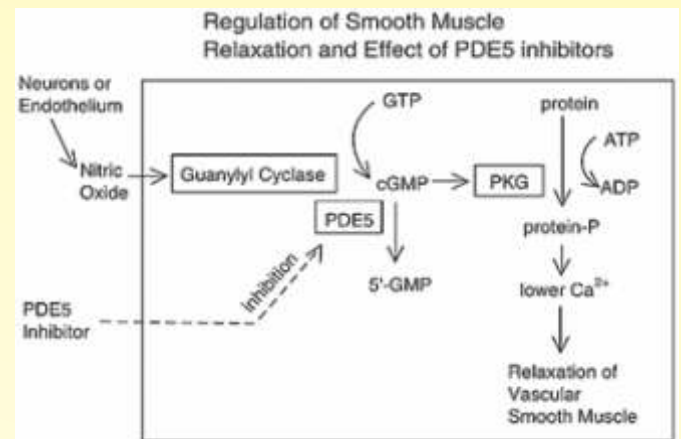 Regulation of Smooth Muscle
Relaxation and Effect of PDE5 inhibitors
Neurons or
Endothelium
Nitric
Oxide
Guanylyl Cyclase
GTP
cGMP
PDE5
5'-GMP
PKG
protein
ATP
ADP
protein-P
lower Ca²⁺
Relaxation of
Vascular
Smooth Muscle
Inhibition
PDE5
Inhibitor